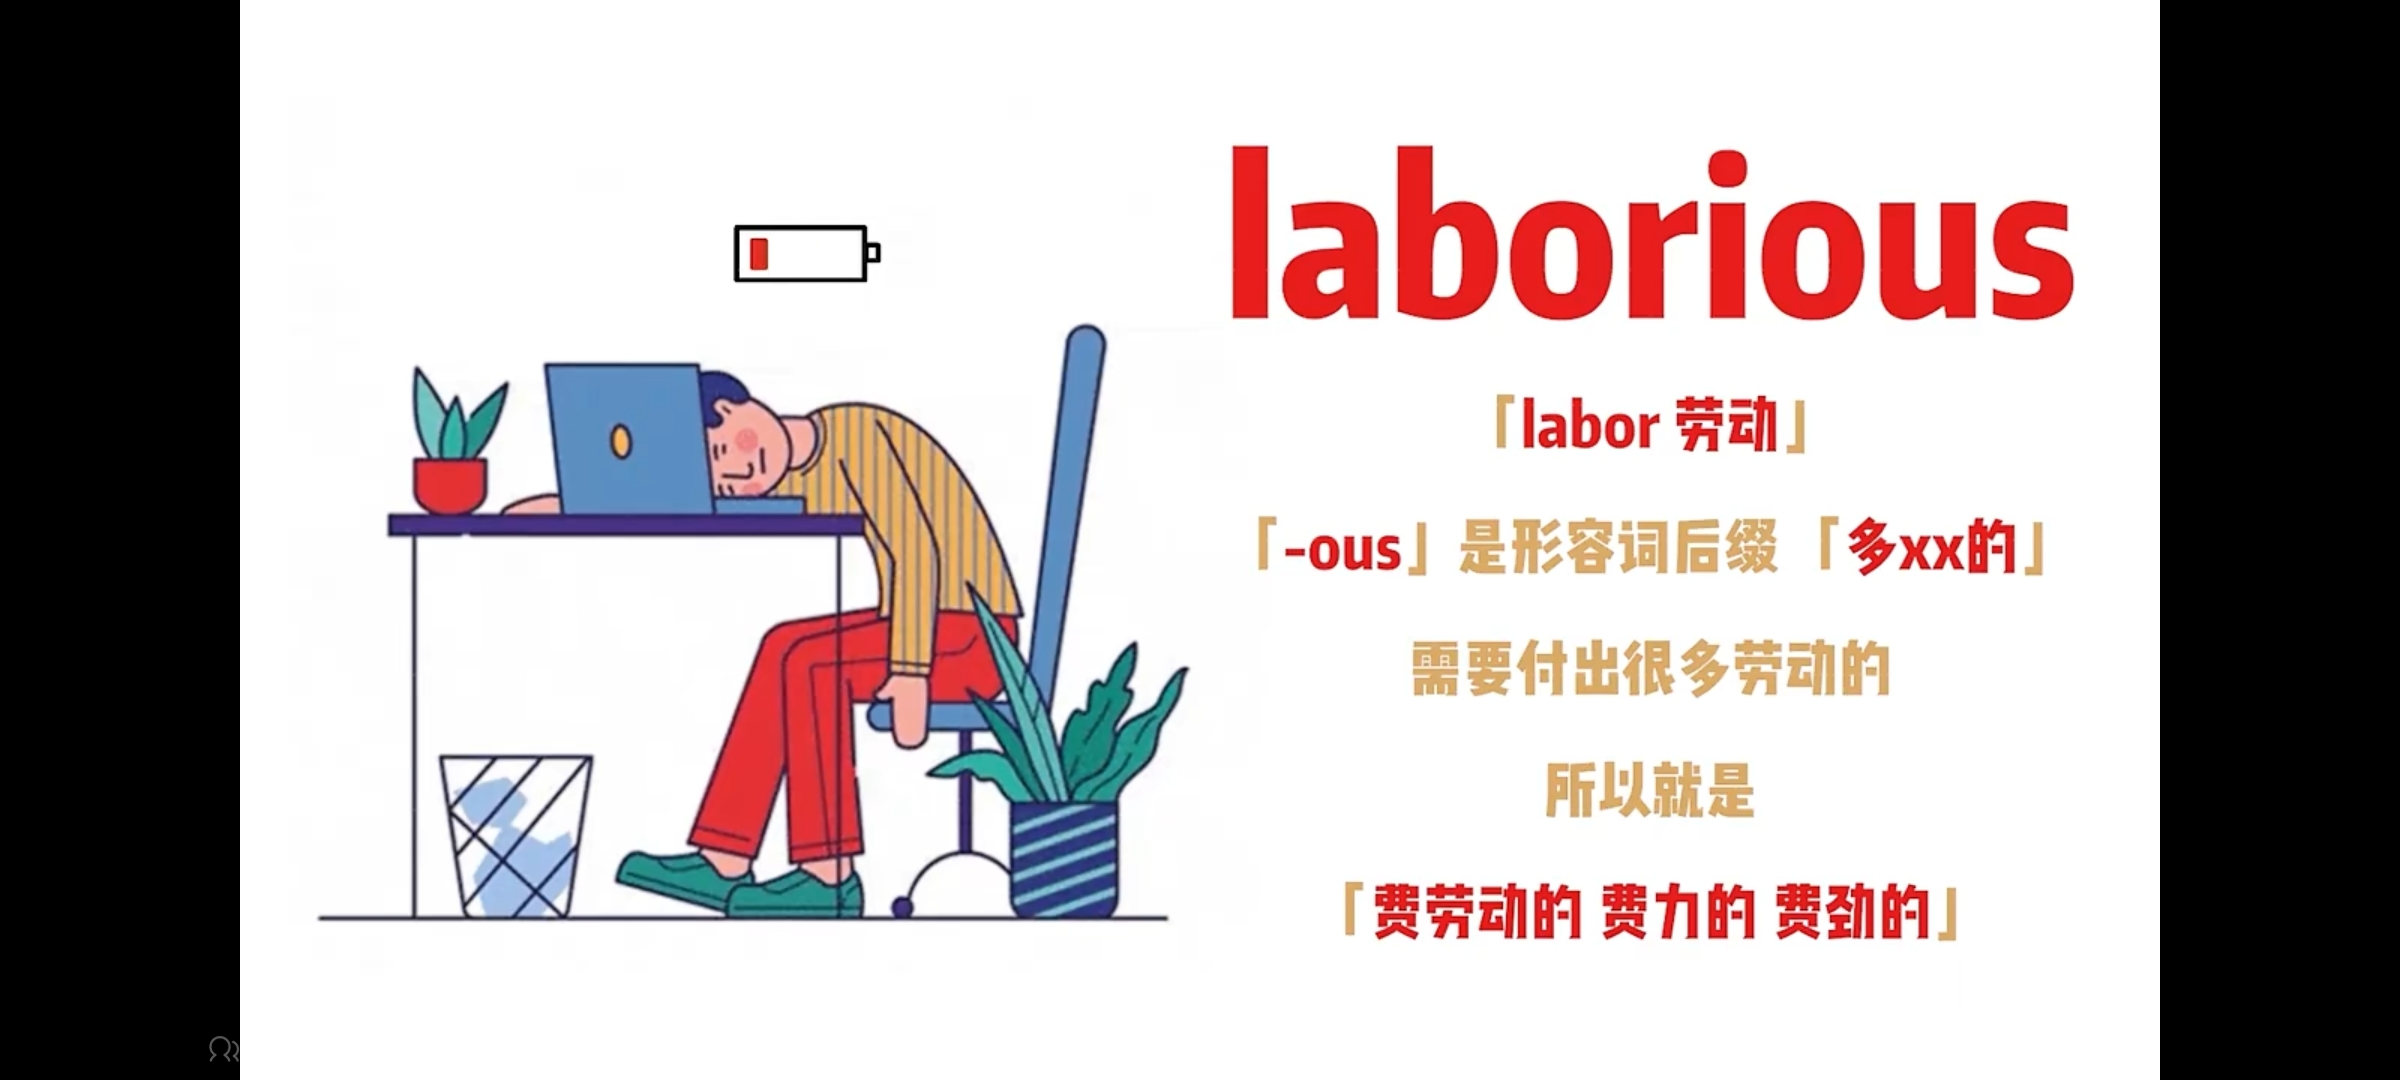 laborious
「labor 劳动」
「-ous」是形容词后缀「多xx的」
需要付出很多劳动的
所以就是
「费劳动的 费力的 费劲的」